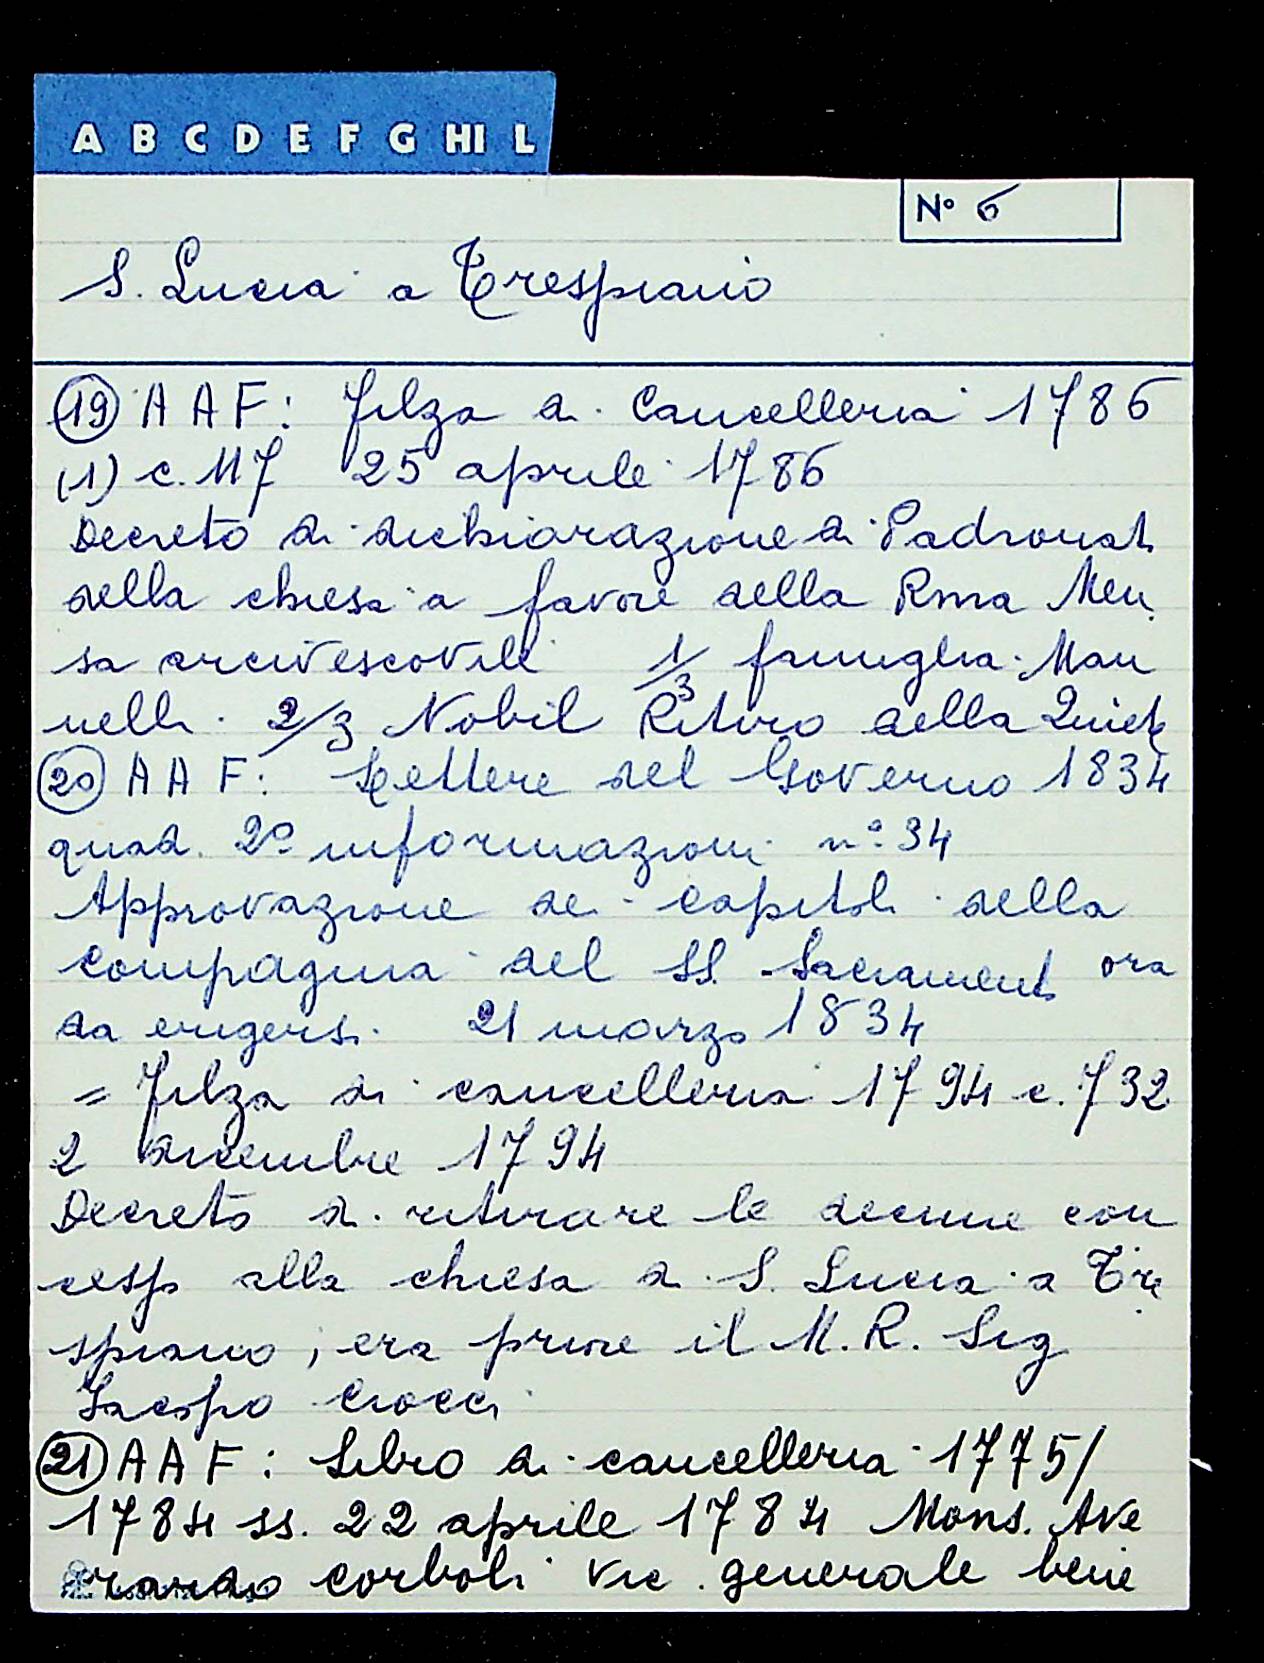 A B C D E F G HI L
N° 6
S. Lucia a Trespiano
(19) A A F: Filza di Cancelleria 1786
(1) c. 117 25 aprile 1786
Decreto di dichiarazione di Padronato
della chiesa a favore della Rma Men
sa arcivescovile 1/3 famiglia Man
nelli 2/3 Nobil Ritiro della Quiete
(20) A A F: Lettere del Governo 1834
quad. 2° informazioni n° 34
Approvazione dei capitoli della
compagnia del SS. Sacramento ora
da erigersi. 21 marzo 1834
= Filza di cancelleria 1794 c. 732
2 dicembre 1794
Decreto di ritirare le decime con
cesso alla chiesa di S. Lucia a Tre
spiano; era priore il M. R. Sig
Iacopo Ciocci
(21) A A F: Libro di cancelleria 1775/
1784 ss. 22 aprile 1784 Mons. Ave
rardo corboli vic. generale bene